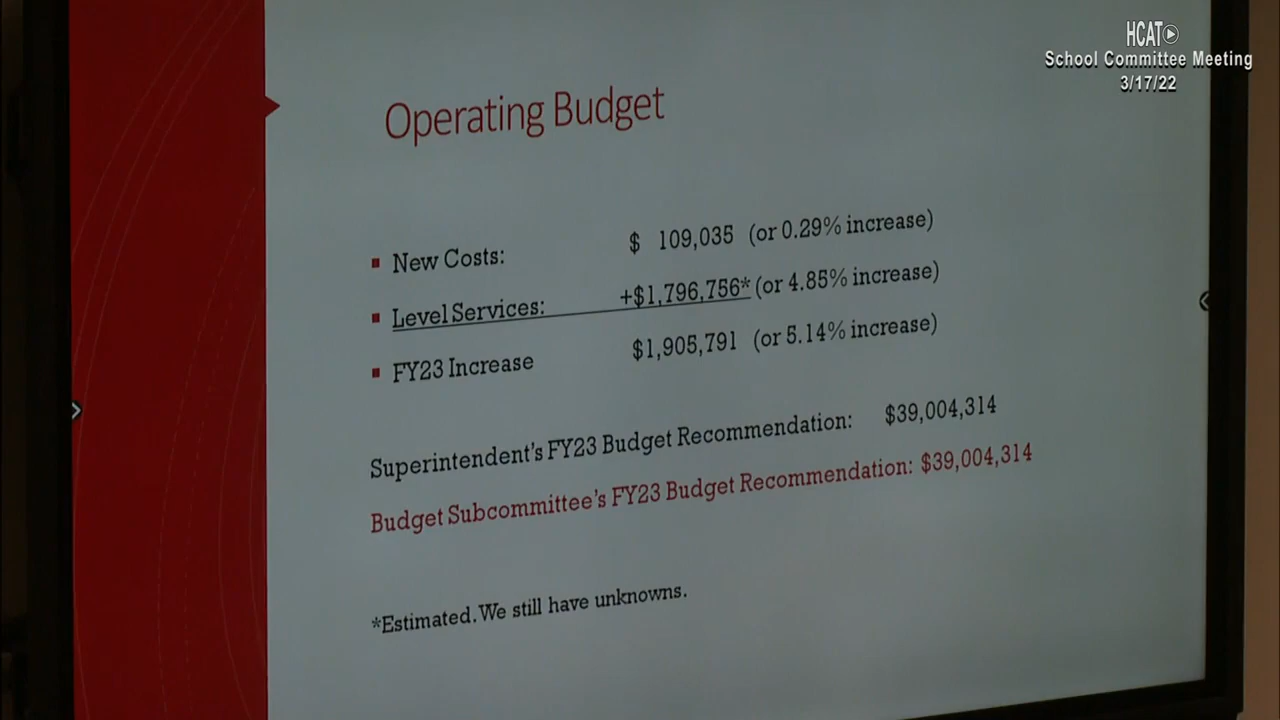 HCAT
School Committee Meeting
3/17/22
Operating Budget
New Costs: $ 109,035 (or 0.29% increase)
Level Services: +$1,796,756* (or 4.85% increase)
FY23 Increase $1,905,791 (or 5.14% increase)
Superintendent's FY23 Budget Recommendation: $39,004,314
Budget Subcommittee's FY23 Budget Recommendation: $39,004,314
*Estimated. We still have unknowns.